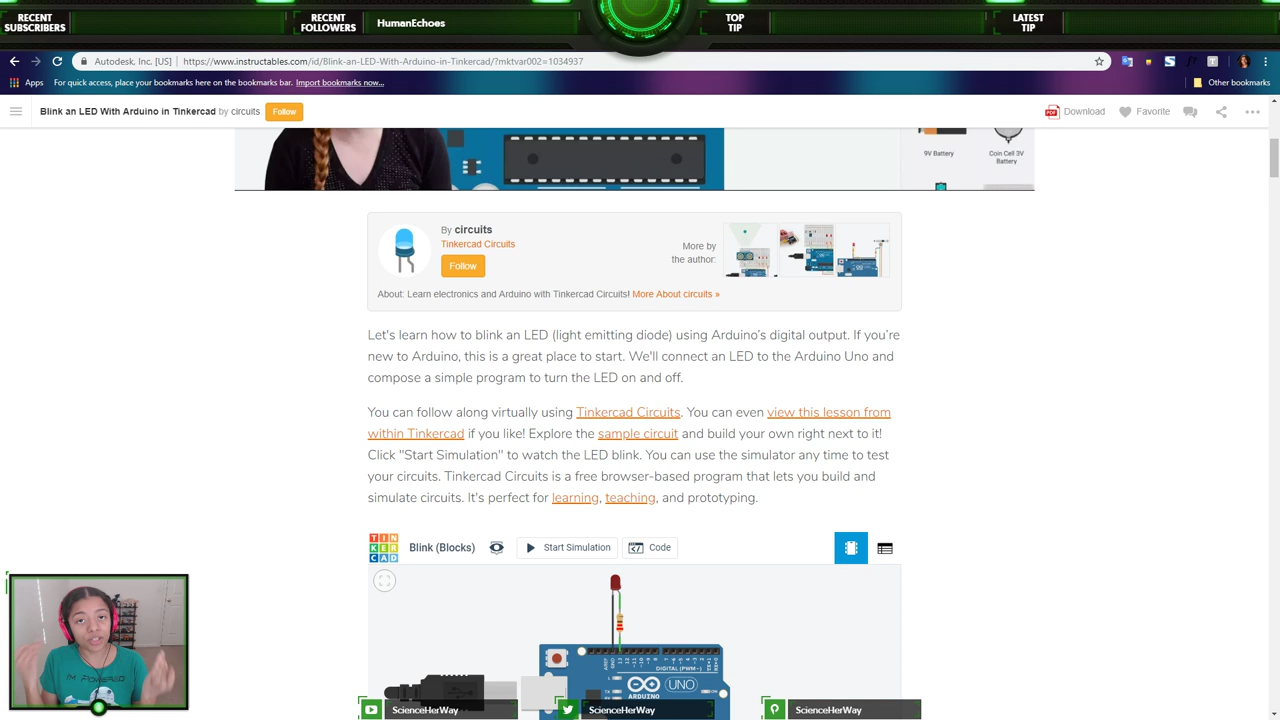 RECENT
SUBSCRIBERS
RECENT
FOLLOWERS
HumanEchoes
TOP
TIP
LATEST
TIP
Autodesk, Inc. [US] https://www.instructables.com/id/Blink-an-LED-With-Arduino-in-Tinkercad/?mktvar002=1034937
Apps For quick access, place your bookmarks here on the bookmarks bar. Import bookmarks now... Other bookmarks
Blink an LED With Arduino in Tinkercad by circuits Follow Download Favorite
9V Battery
Coin Cell 3V
Battery
By circuits
Tinkercad Circuits
Follow
More by
the author:
About: Learn electronics and Arduino with Tinkercad Circuits! More About circuits »
Let's learn how to blink an LED (light emitting diode) using Arduino's digital output. If you're
new to Arduino, this is a great place to start. We'll connect an LED to the Arduino Uno and
compose a simple program to turn the LED on and off.
You can follow along virtually using Tinkercad Circuits. You can even view this lesson from
within Tinkercad if you like! Explore the sample circuit and build your own right next to it!
Click "Start Simulation" to watch the LED blink. You can use the simulator any time to test
your circuits. Tinkercad Circuits is a free browser-based program that lets you build and
simulate circuits. It's perfect for learning, teaching, and prototyping.
TIN
KER
CAD
Blink (Blocks) Start Simulation Code
DIGITAL (PWM~)
UNO
ARDUINO
ScienceHerWay
ScienceHerWay
ScienceHerWay